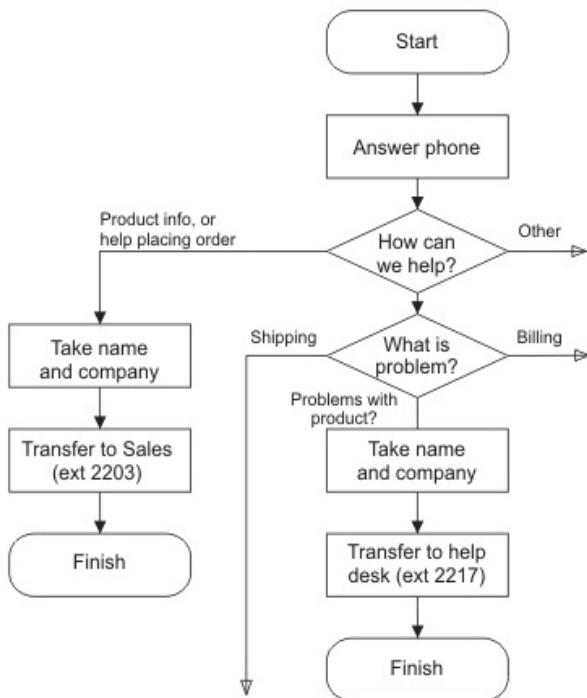 Start
Answer phone
Product info, or
help placing order
How can
we help?
Other
Take name
and company
Shipping
What is
problem?
Billing
Problems with
product?
Transfer to Sales
(ext 2203)
Take name
and company
Finish
Transfer to help
desk (ext 2217)
Finish